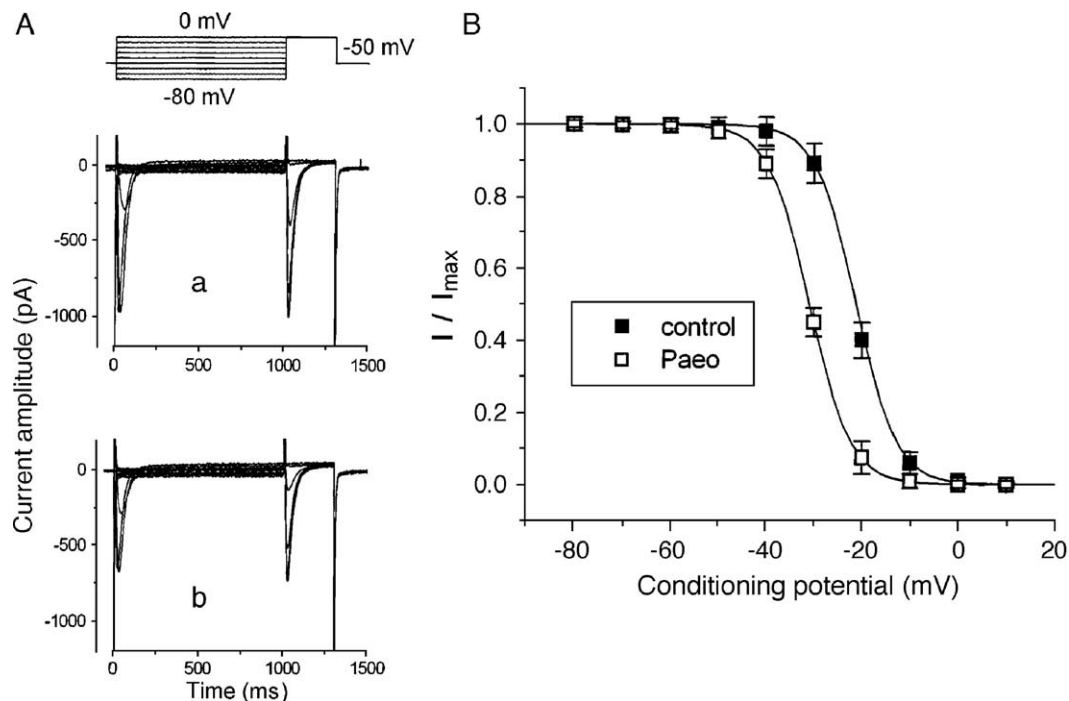 A
0 mV
-50 mV
-80 mV
0
-500
-1000
a
0
500
1000
1500
0
-500
-1000
b
0
500
1000
1500
Current amplitude (pA)
Time (ms)
B
1.0
0.8
0.6
0.4
0.2
0.0
I / Imax
control
Paeo
-80
-60
-40
-20
0
20
Conditioning potential (mV)